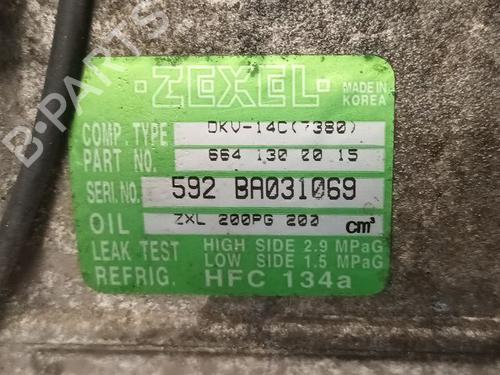 ·ZEXEL·
MADE IN
KOREA
COMP. TYPE DKV-14C(7380)
PART NO. 664 130 00 15
SERI. NO. 592 BA031069
OIL ZXL 200PG 200 cm³
LEAK TEST HIGH SIDE 2.9 MPaG
LOW SIDE 1.5 MPaG
REFRIG. HFC 134a
B-PARTS